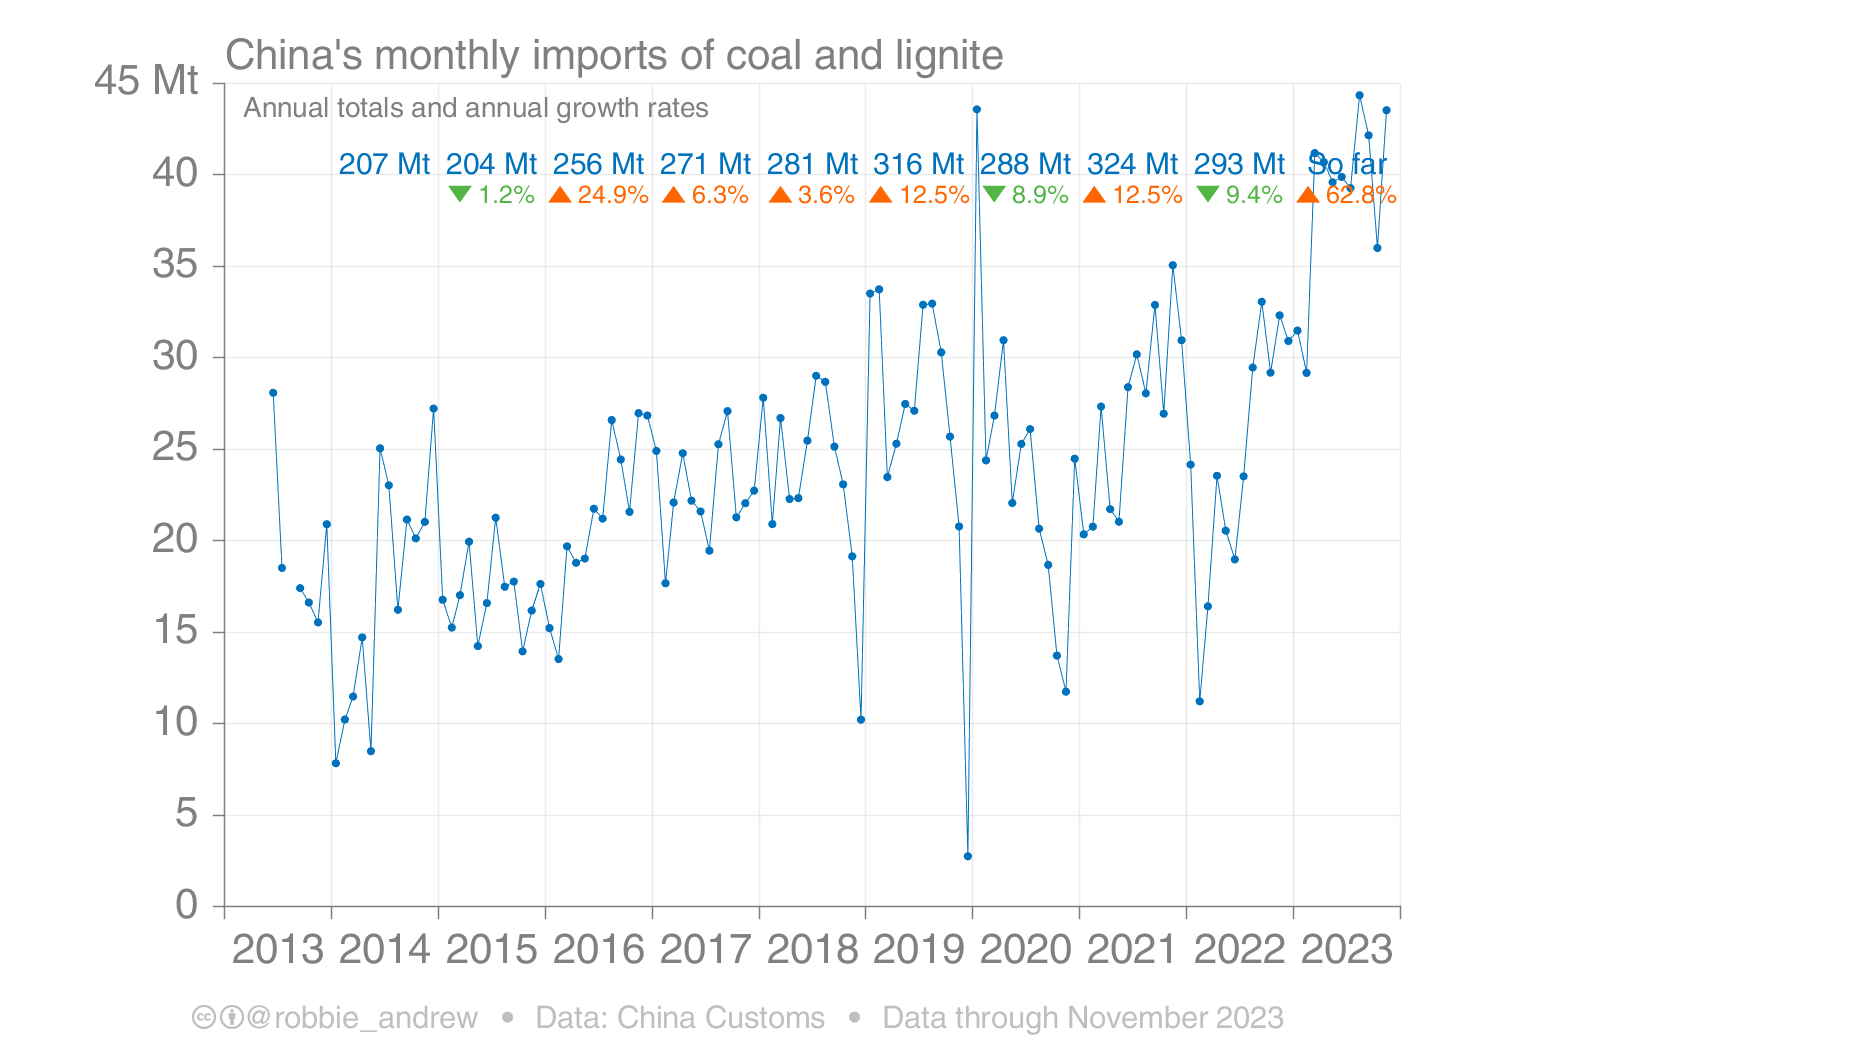 China's monthly imports of coal and lignite
45 Mt
Annual totals and annual growth rates
207 Mt 204 Mt 256 Mt 271 Mt 281 Mt 316 Mt 288 Mt 324 Mt 293 Mt So far
40
▼ 1.2% ▲ 24.9% ▲ 6.3% ▲ 3.6% ▲ 12.5% ▼ 8.9% ▲ 12.5% ▼ 9.4% ▲ 62.8%
35
30
25
20
15
10
5
0
2013 2014 2015 2016 2017 2018 2019 2020 2021 2022 2023
cc @robbie_andrew • Data: China Customs • Data through November 2023